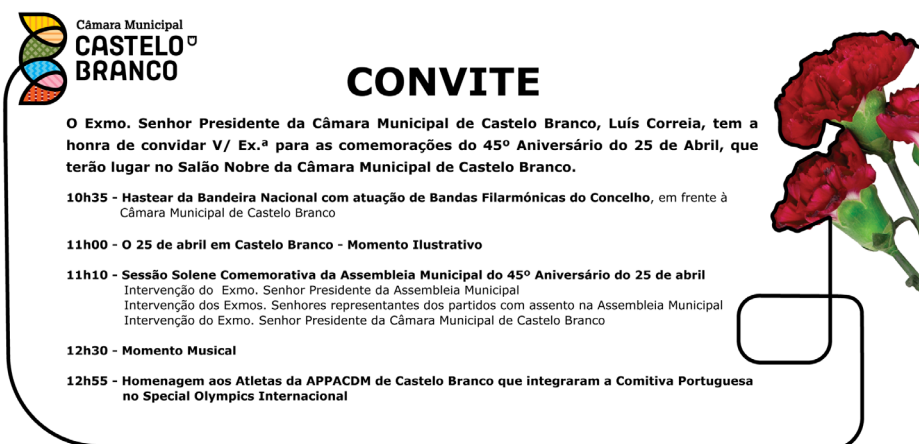 Câmara Municipal
CASTELO
BRANCO
CONVITE
O Exmo. Senhor Presidente da Câmara Municipal de Castelo Branco, Luís Correia, tem a
honra de convidar V/ Ex.ª para as comemorações do 45º Aniversário do 25 de Abril, que
terão lugar no Salão Nobre da Câmara Municipal de Castelo Branco.
10h35 - Hastear da Bandeira Nacional com atuação de Bandas Filarmónicas do Concelho, em frente à
Câmara Municipal de Castelo Branco
11h00 - O 25 de abril em Castelo Branco - Momento Ilustrativo
11h10 - Sessão Solene Comemorativa da Assembleia Municipal do 45º Aniversário do 25 de abril
Intervenção do Exmo. Senhor Presidente da Assembleia Municipal
Intervenção dos Exmos. Senhores representantes dos partidos com assento na Assembleia Municipal
Intervenção do Exmo. Senhor Presidente da Câmara Municipal de Castelo Branco
12h30 - Momento Musical
12h55 - Homenagem aos Atletas da APPACDM de Castelo Branco que integraram a Comitiva Portuguesa
no Special Olympics Internacional